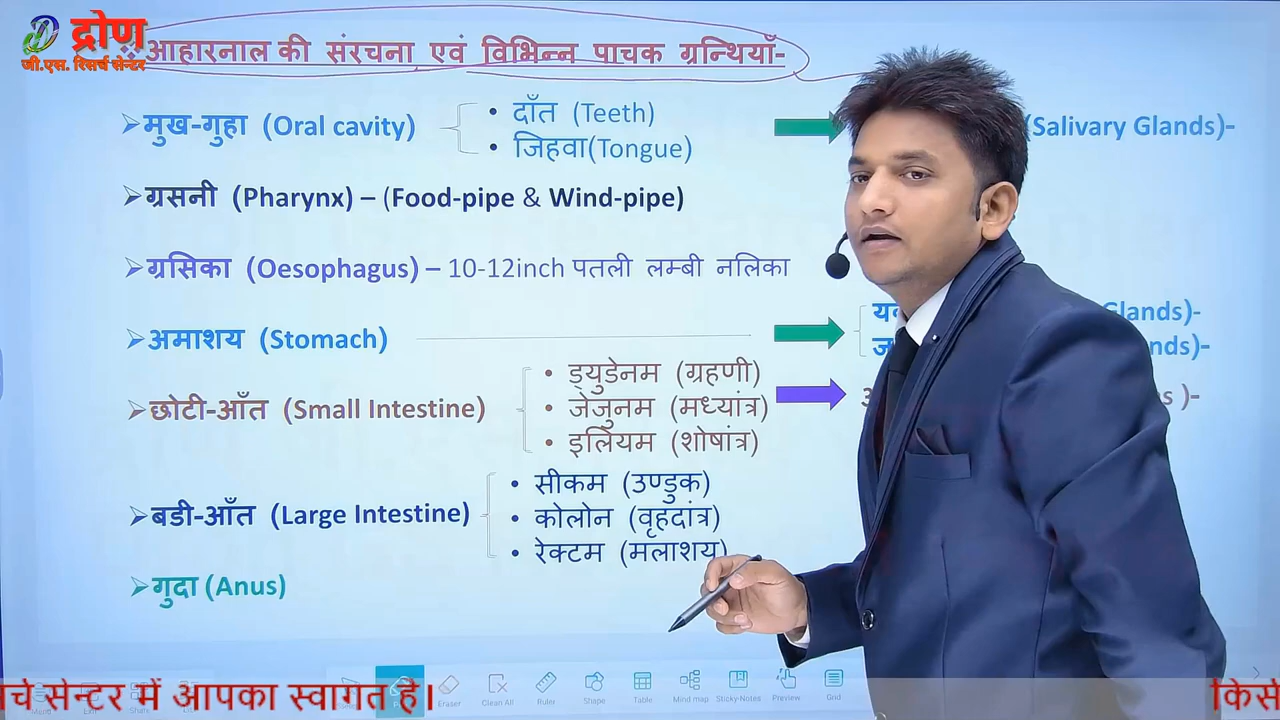 द्रोण
जी.एस. रिसर्च सेन्टर
आहारनाल की संरचना एवं विभिन्न पाचक ग्रन्थियाँ-
मुख-गुहा (Oral cavity)
• दाँत (Teeth)
• जिहवा(Tongue)
(Salivary Glands)-
ग्रसनी (Pharynx) – (Food-pipe & Wind-pipe)
ग्रसिका (Oesophagus) – 10-12inch पतली लम्बी नलिका
अमाशय (Stomach)
Glands)-
छोटी-आँत (Small Intestine)
• ड्युडेनम (ग्रहणी)
• जेजुनम (मध्यांत्र)
• इलियम (शोषांत्र)
बडी-आँत (Large Intestine)
• सीकम (उण्डुक)
• कोलोन (वृहदांत्र)
• रेक्टम (मलाशय)
गुदा (Anus)
Eraser
Clean All
Ruler
Shape
Table
Mind map
Sticky-Notes
Preview
Grid
सेन्टर में आपका स्वागत है।